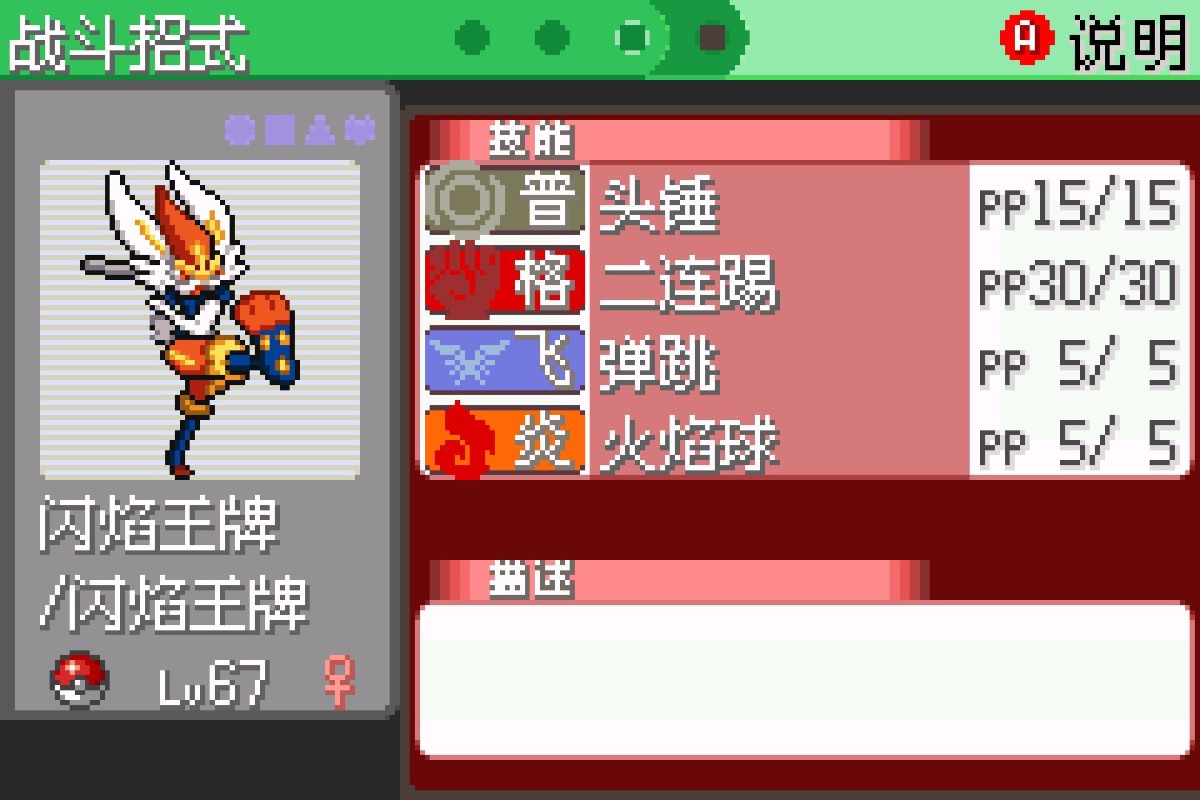 战斗招式
A 说明
技能
普 头锤 PP15/15
格 二连踢 PP30/30
飞 弹跳 PP 5/ 5
炎 火焰球 PP 5/ 5
闪焰王牌
/闪焰王牌
Lv67 ♀
描述